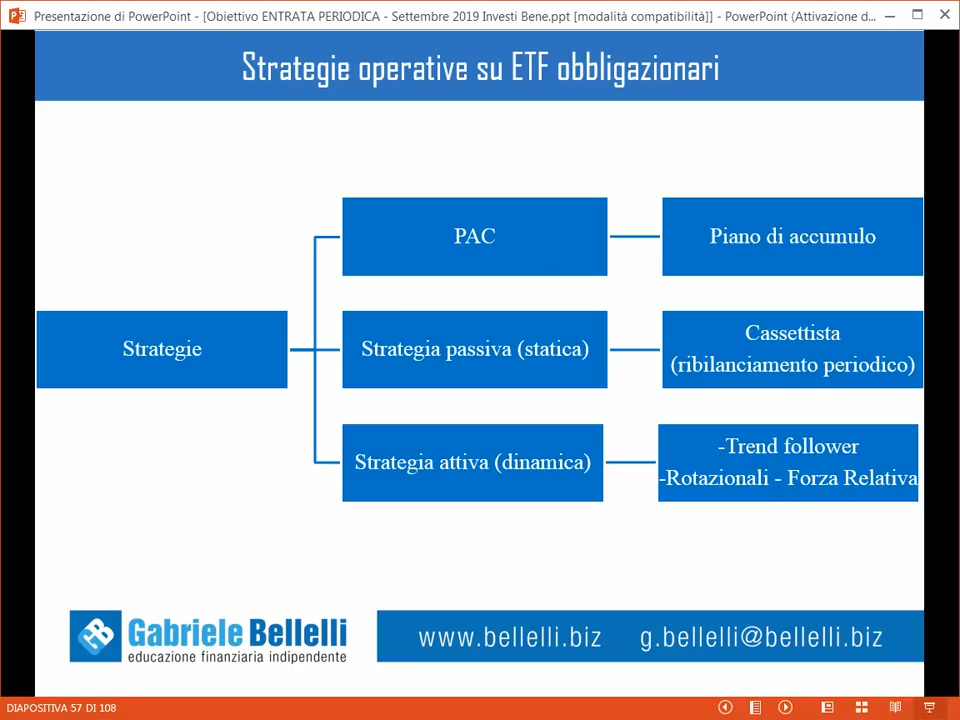 Presentazione di PowerPoint - [Obiettivo ENTRATA PERIODICA - Settembre 2019 Investi Bene.ppt [modalità compatibilità]] - PowerPoint (Attivazione d...
Strategie operative su ETF obbligazionari
PAC
Piano di accumulo
Strategie
Strategia passiva (statica)
Cassettista
(ribilanciamento periodico)
Strategia attiva (dinamica)
-Trend follower
-Rotazionali - Forza Relativa
Gabriele Bellelli
educazione finanziaria indipendente
www.bellelli.biz g.bellelli@bellelli.biz
DIAPOSITIVA 57 DI 108